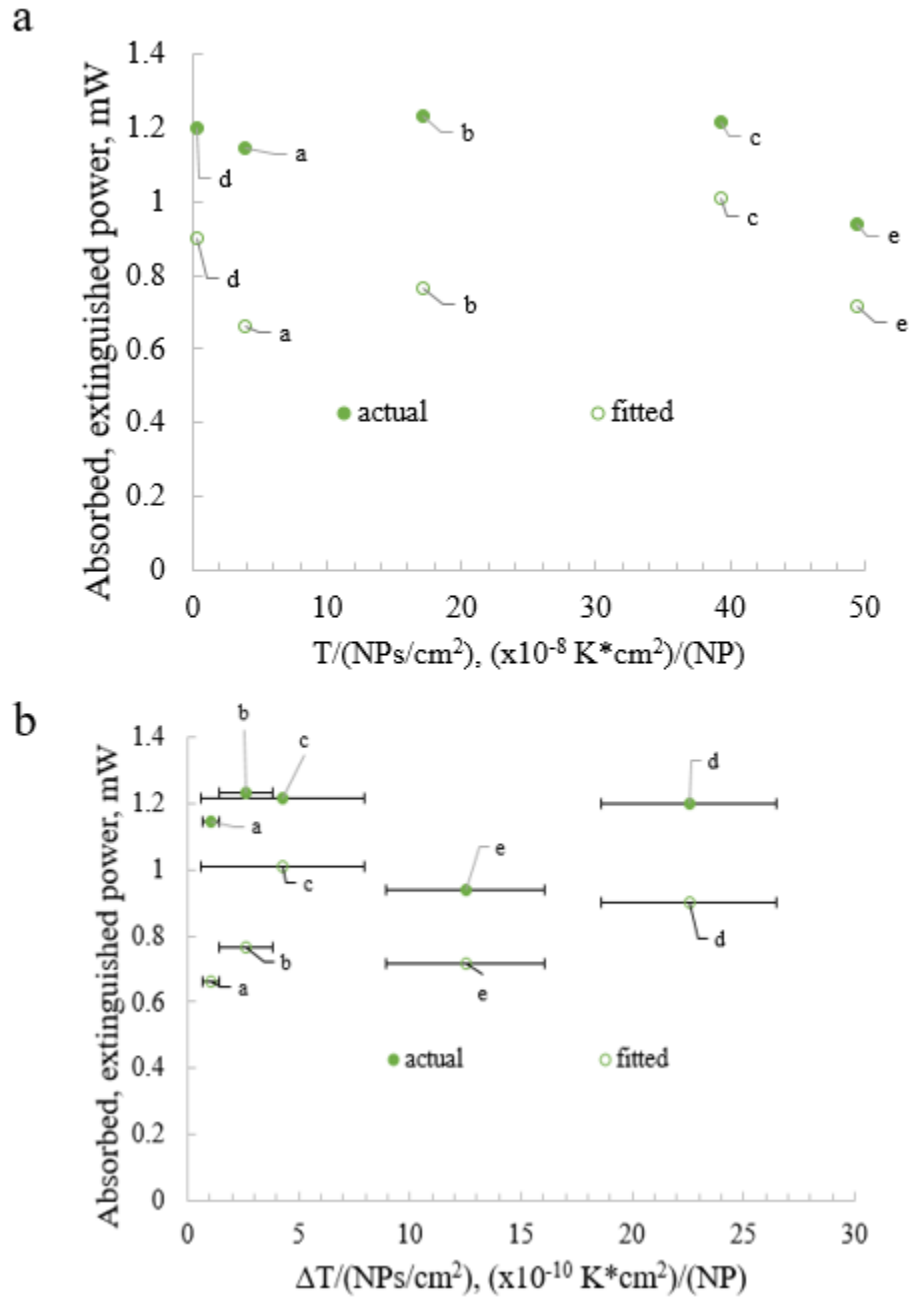 a
Absorbed, extinguished power, mW
1.4
1.2
1
0.8
0.6
0.4
0.2
0
d
a
b
c
e
d
a
b
c
e
actual
fitted
0 10 20 30 40 50
T/(NPs/cm²), (x10⁻⁸ K*cm²)/(NP)
b
Absorbed, extinguished power, mW
1.4
1.2
1
0.8
0.6
0.4
0.2
0
b
c
d
a
e
c
b
a
e
d
actual
fitted
0 5 10 15 20 25 30
ΔT/(NPs/cm²), (x10⁻¹⁰ K*cm²)/(NP)